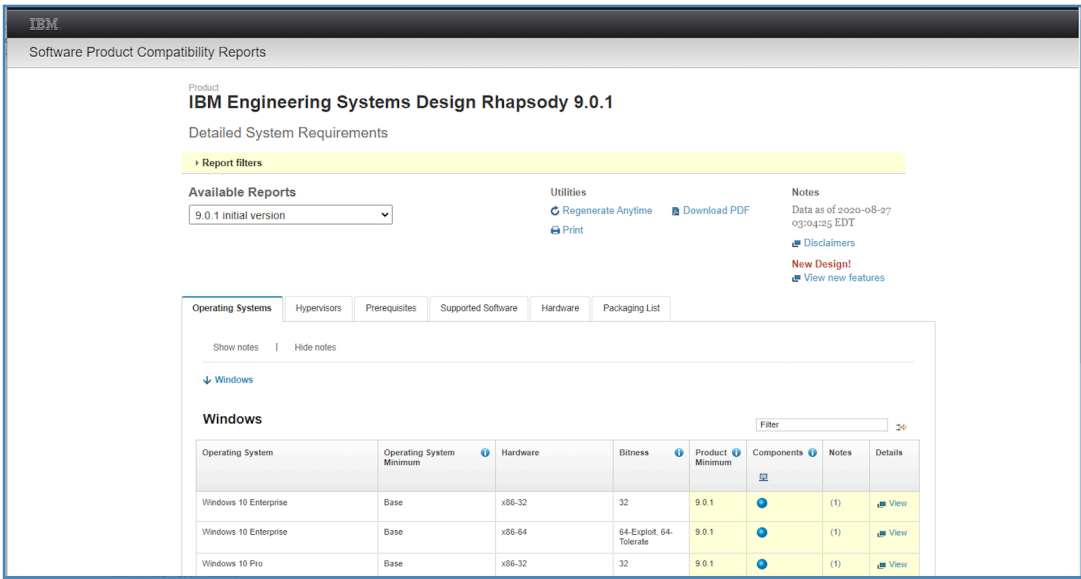 IBM
Software Product Compatibility Reports
Product
IBM Engineering Systems Design Rhapsody 9.0.1
Detailed System Requirements
Report filters
Available Reports
9.0.1 initial version
Utilities
Regenerate Anytime Download PDF
Print
Notes
Data as of 2020-08-27
03:04:25 EDT
Disclaimers
New Design!
View new features
Operating Systems Hypervisors Prerequisites Supported Software Hardware Packaging List
Show notes | Hide notes
Windows
Windows
Filter
Operating System Operating System Minimum Hardware Bitness Product Minimum Components Notes Details
Windows 10 Enterprise Base x86-32 32 9.0.1 (1) View
Windows 10 Enterprise Base x86-64 64-Exploit, 64-Tolerate 9.0.1 (1) View
Windows 10 Pro Base x86-32 32 9.0.1 (1) View